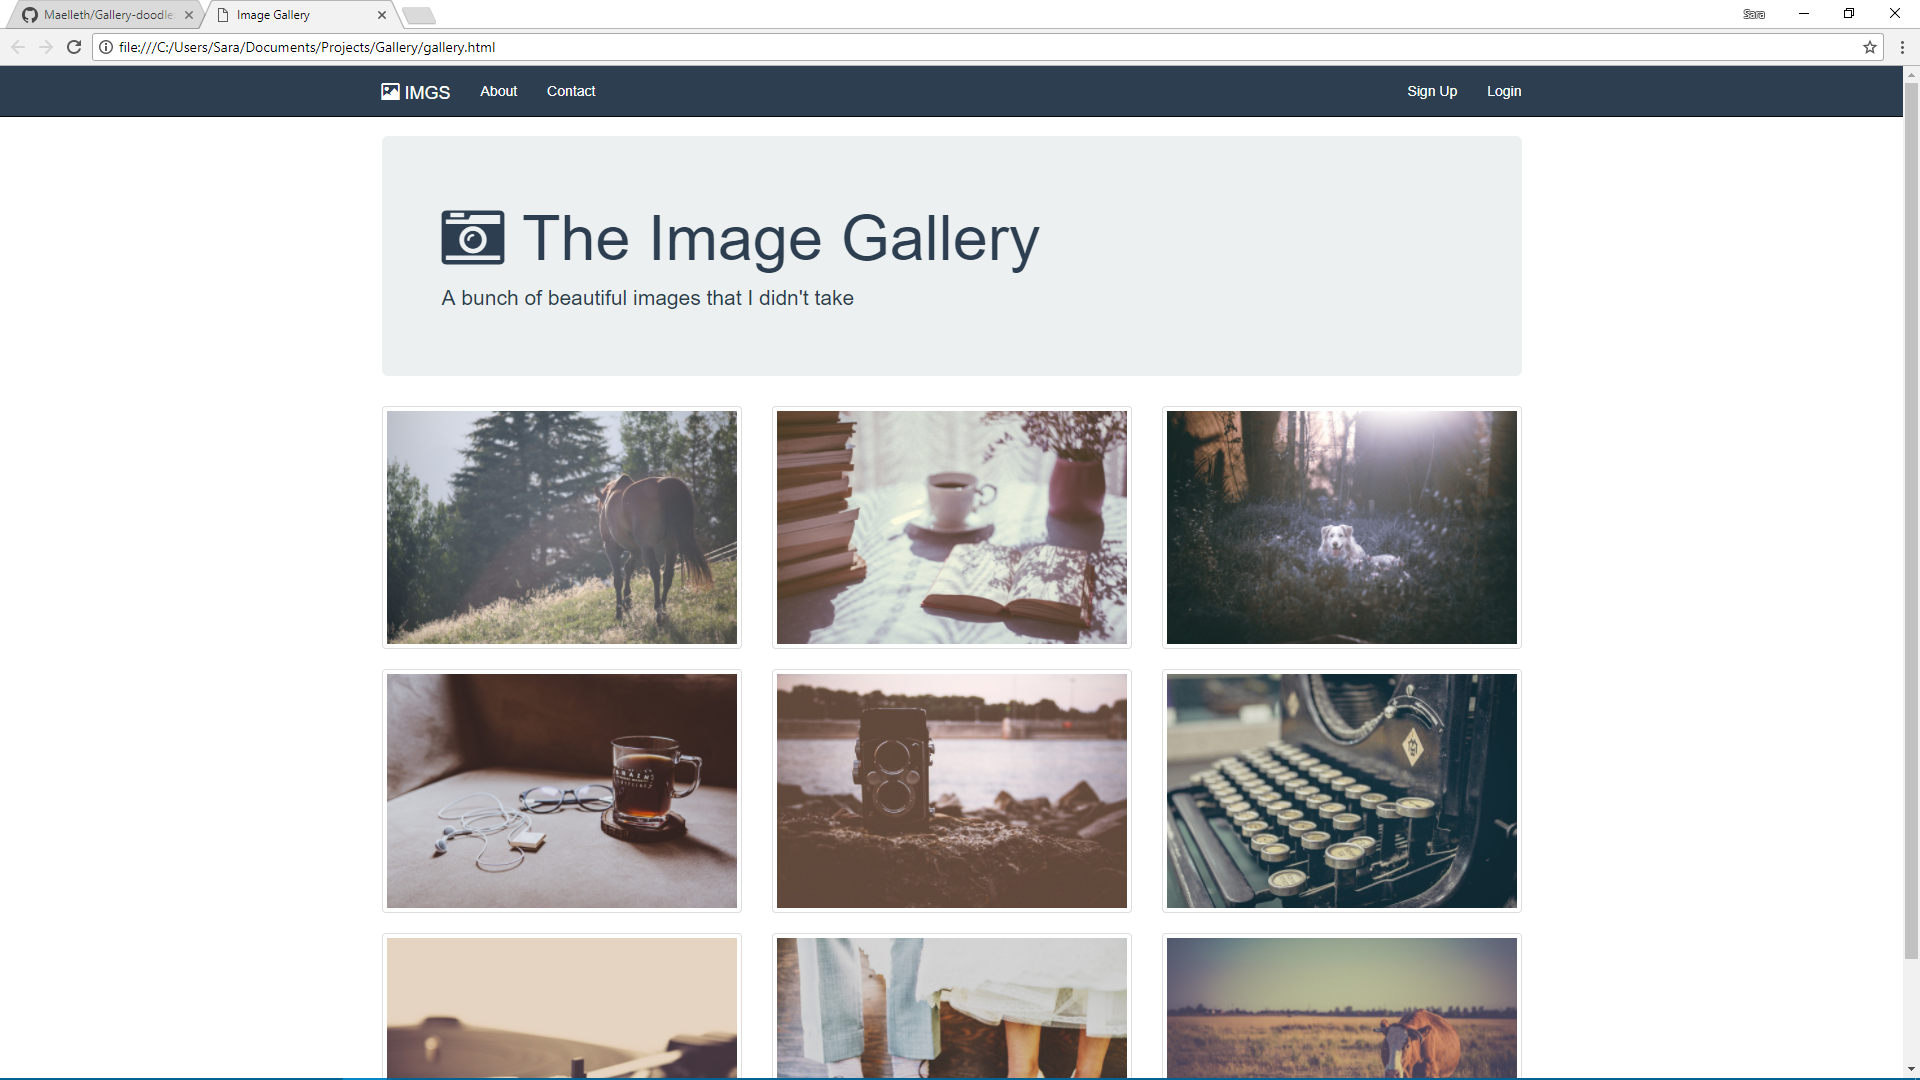 Maelleth/Gallery-doodle
Image Gallery
Sara
file:///C:/Users/Sara/Documents/Projects/Gallery/gallery.html
IMGS About Contact Sign Up Login
The Image Gallery
A bunch of beautiful images that I didn't take